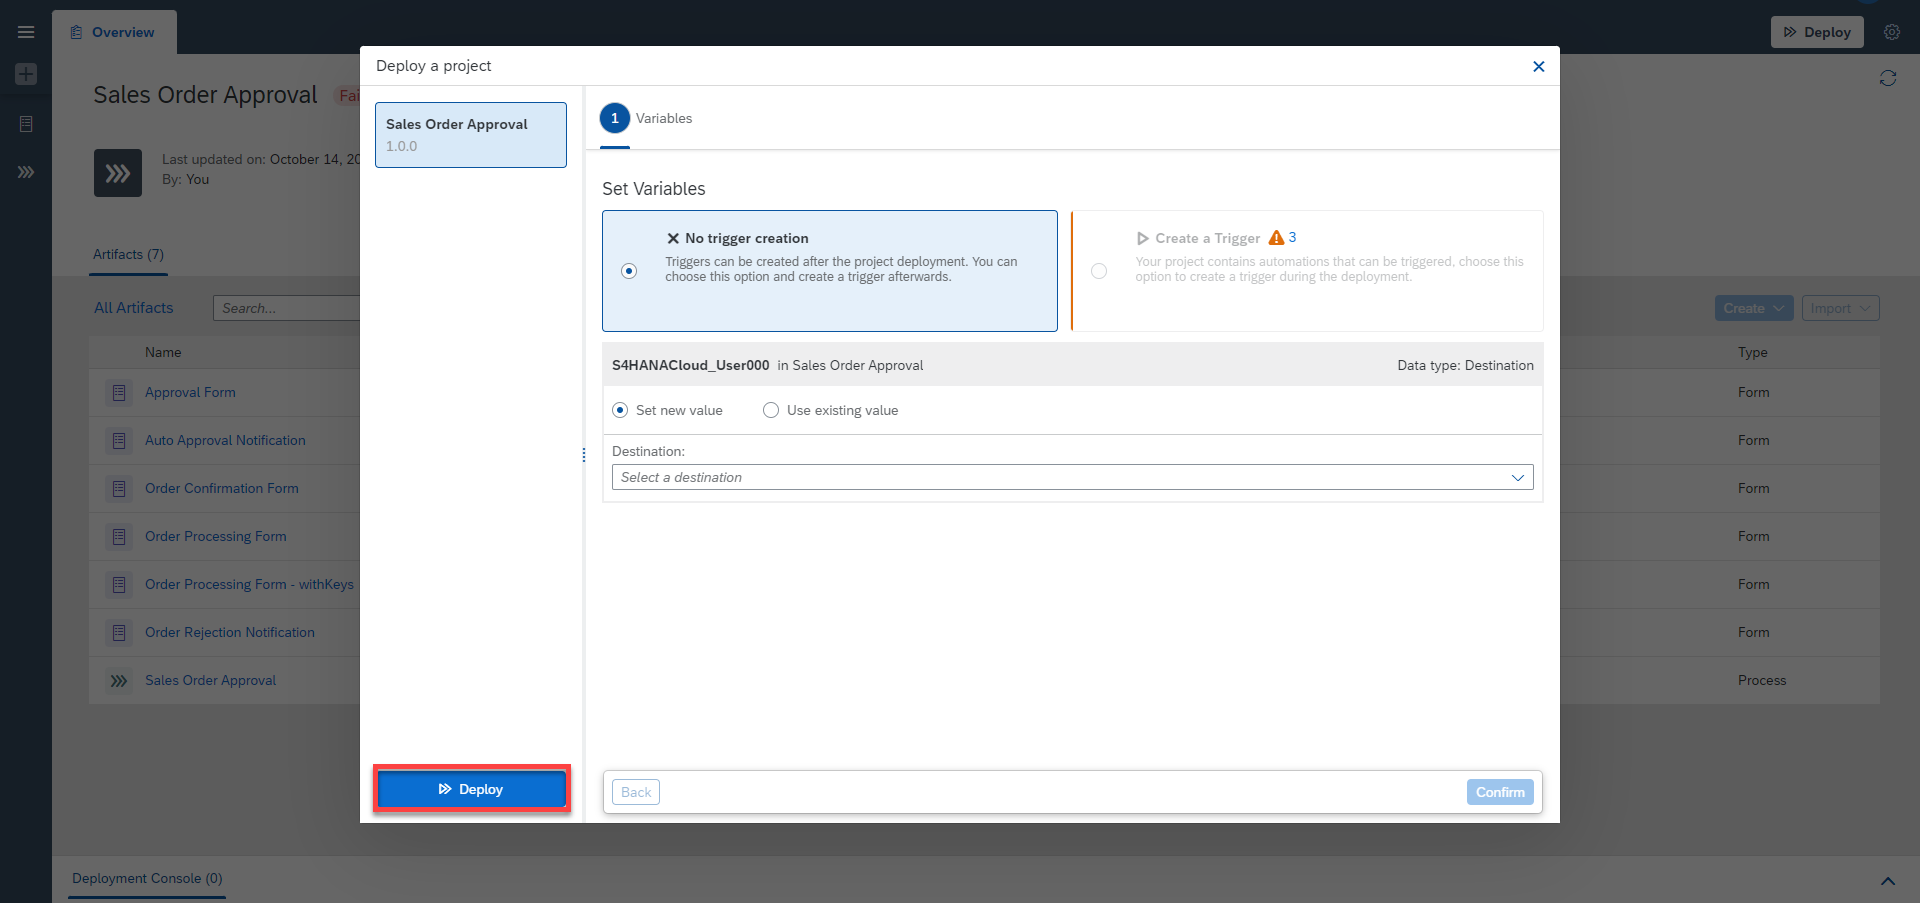 Overview
Deploy
Sales Order Approval
Fai
Last updated on: October 14, 20
By: You
Artifacts (7)
All Artifacts
Search...
Create
Import
Name
Type
Approval Form
Form
Auto Approval Notification
Form
Order Confirmation Form
Form
Order Processing Form
Form
Order Processing Form - withKeys
Form
Order Rejection Notification
Form
Sales Order Approval
Process
Deployment Console (0)
Deploy a project
Sales Order Approval
1.0.0
Deploy
1 Variables
Set Variables
No trigger creation
Triggers can be created after the project deployment. You can
choose this option and create a trigger afterwards.
Create a Trigger 3
Your project contains automations that can be triggered, choose this
option to create a trigger during the deployment.
S4HANACloud_User000 in Sales Order Approval
Data type: Destination
Set new value
Use existing value
Destination:
Select a destination
Back
Confirm